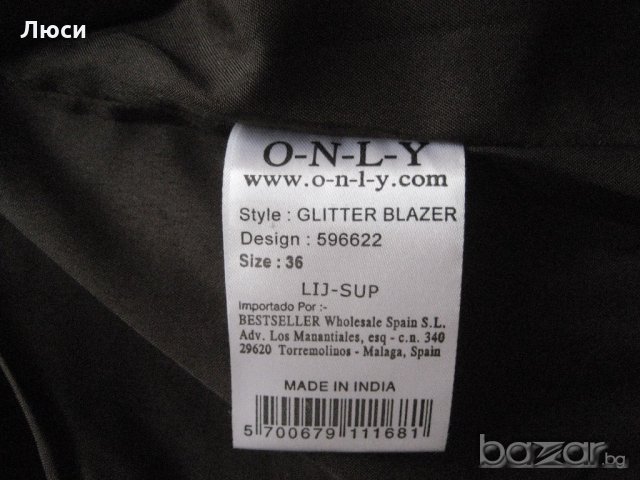 Люси
O-N-L-Y
www.o-n-l-y.com
Style : GLITTER BLAZER
Design : 596622
Size : 36
LIJ-SUP
Importado Por :-
BESTSELLER Wholesale Spain S.L.
Adv. Los Manantiales, esq - c.n. 340
29620 Torremolinos - Malaga, Spain
MADE IN INDIA
5 700679 111681
bazar.bg